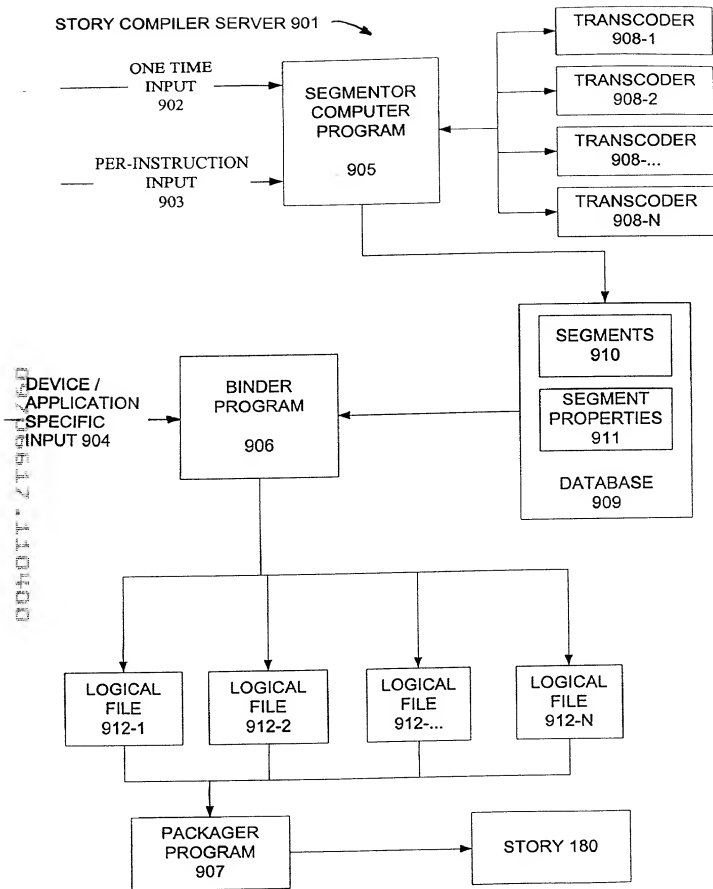 STORY COMPILER SERVER 901
ONE TIME
INPUT
902
PER-INSTRUCTION
INPUT
903
SEGMENTOR
COMPUTER
PROGRAM
905
TRANSCODER
908-1
TRANSCODER
908-2
TRANSCODER
908-...
TRANSCODER
908-N
SEGMENTS
910
SEGMENT
PROPERTIES
911
DATABASE
909
DEVICE /
APPLICATION
SPECIFIC
INPUT 904
BINDER
PROGRAM
906
LOGICAL
FILE
912-1
LOGICAL
FILE
912-2
LOGICAL
FILE
912-...
LOGICAL
FILE
912-N
PACKAGER
PROGRAM
907
STORY 180